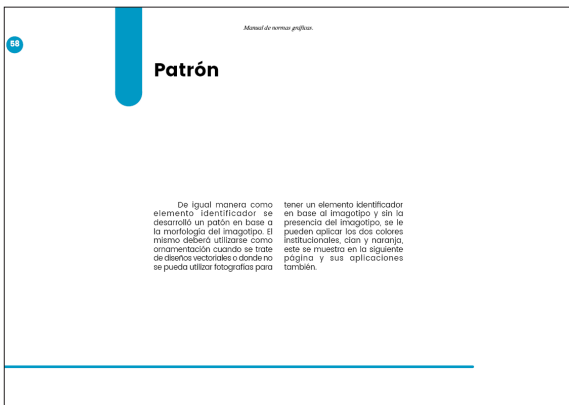 Manual de normas gráficas.
58
Patrón
De igual manera como
elemento identificador se
desarrolló un patón en base a
la morfología del imagotipo. El
mismo deberá utilizarse como
ornamentación cuando se trate
de diseños vectoriales o donde no
se pueda utilizar fotografías para
tener un elemento identificador
en base al imagotipo y sin la
presencia del imagotipo, se le
pueden aplicar los dos colores
institucionales, cian y naranja,
este se muestra en la siguiente
página y sus aplicaciones
también.